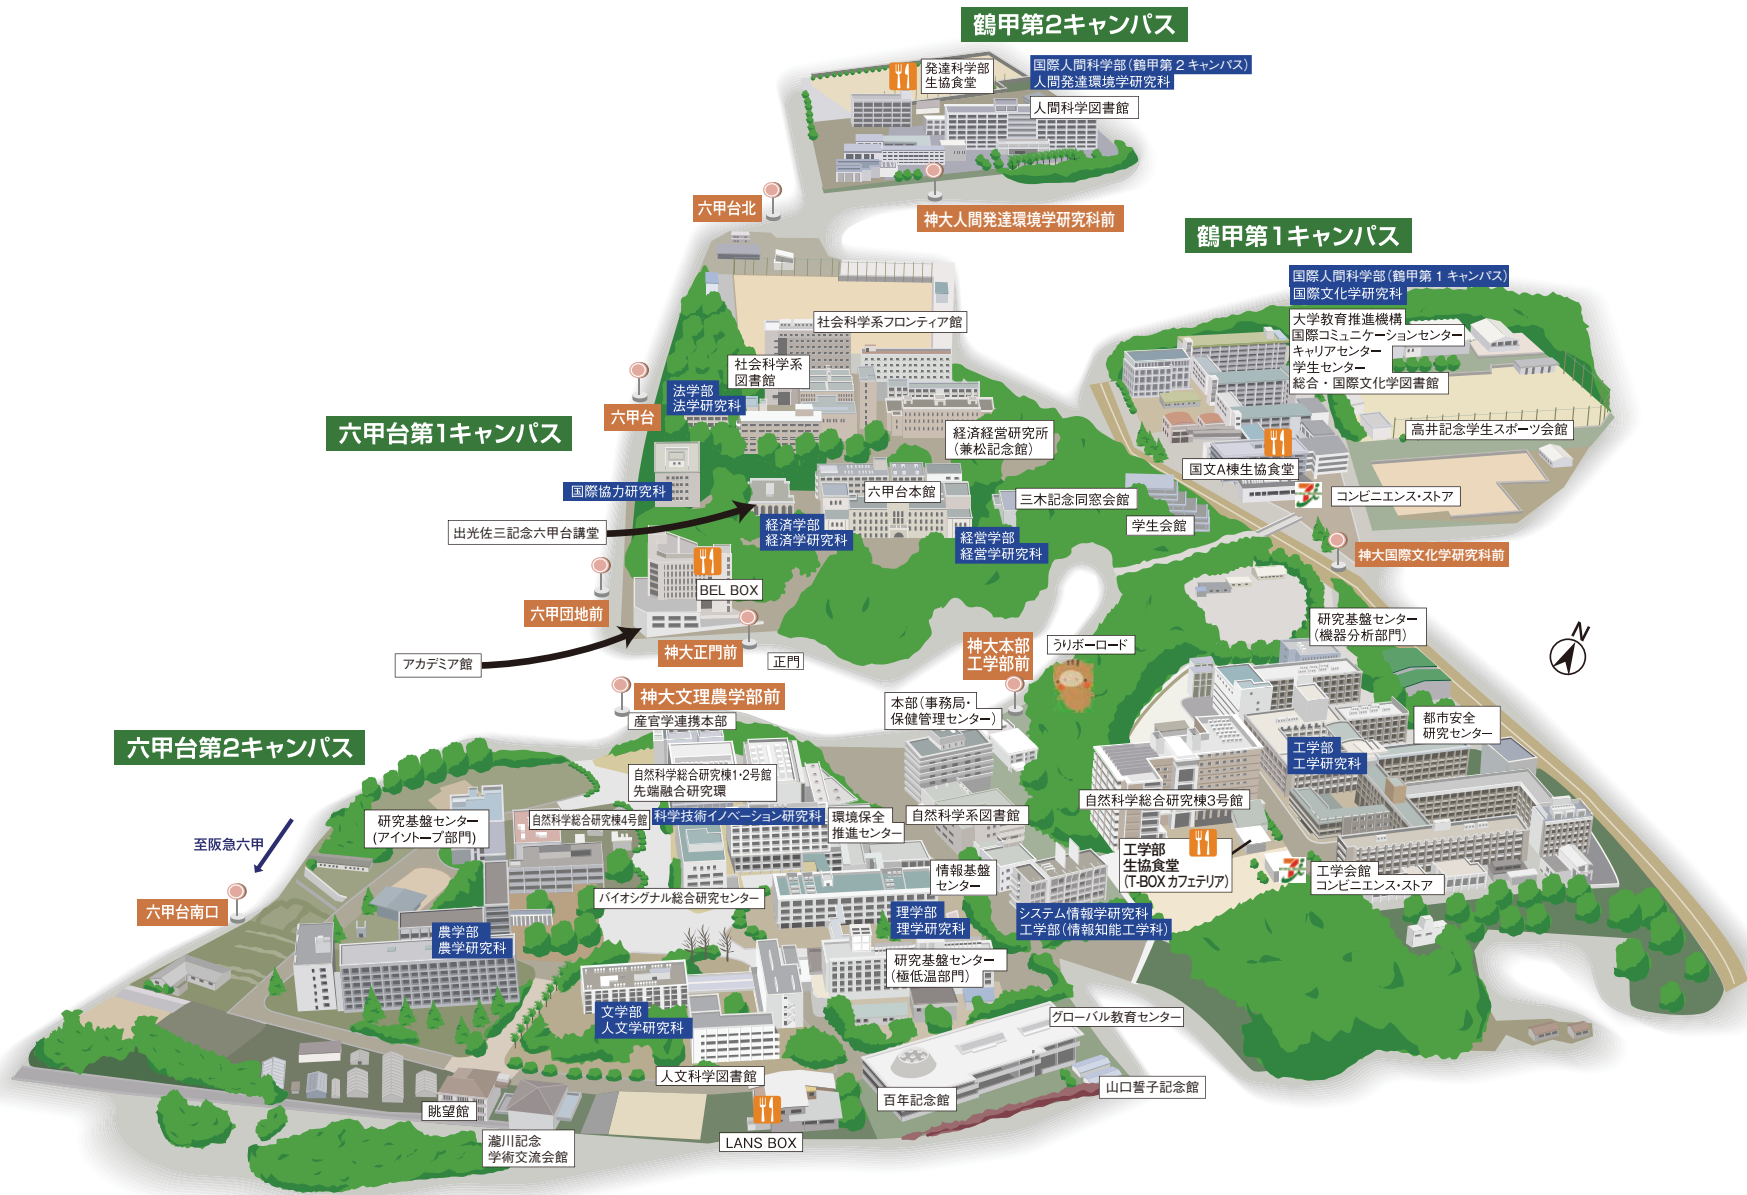 鶴甲第2キャンパス
発達科学部
生協食堂
国際人間科学部(鶴甲第2キャンパス)
人間発達環境学研究科
人間科学図書館
六甲台北
神大人間発達環境学研究科前
鶴甲第1キャンパス
国際人間科学部(鶴甲第1キャンパス)
国際文化学研究科
大学教育推進機構
国際コミュニケーションセンター
キャリアセンター
学生センター
総合・国際文化学図書館
高井記念学生スポーツ会館
国文A棟生協食堂
コンビニエンス・ストア
神大国際文化学研究科前
社会科学系フロンティア館
社会科学系
図書館
法学部
法学研究科
六甲台
六甲台第1キャンパス
経済経営研究所
(兼松記念館)
国際協力研究科
六甲台本館
三木記念同窓会館
学生会館
出光佐三記念六甲台講堂
経済学部
経済学研究科
経営学部
経営学研究科
BEL BOX
六甲団地前
アカデミア館
神大正門前
正門
神大本部
工学部前
うりボーロード
研究基盤センター
(機器分析部門)
N
神大文理農学部前
産官学連携本部
本部(事務局・
保健管理センター)
都市安全
研究センター
六甲台第2キャンパス
工学部
工学研究科
自然科学総合研究棟1・2号館
先端融合研究環
自然科学総合研究棟3号館
研究基盤センター
(アイソトープ部門)
自然科学総合研究棟4号館
科学技術イノベーション研究科
環境保全
推進センター
自然科学系図書館
至阪急六甲
工学部
生協食堂
(T-BOXカフェテリア)
工学会館
コンビニエンス・ストア
情報基盤
センター
バイオシグナル総合研究センター
六甲台南口
農学部
農学研究科
理学部
理学研究科
システム情報学研究科
工学部(情報知能工学科)
研究基盤センター
(極低温部門)
文学部
人文学研究科
グローバル教育センター
人文科学図書館
山口誓子記念館
百年記念館
眺望館
瀧川記念
学術交流会館
LANS BOX